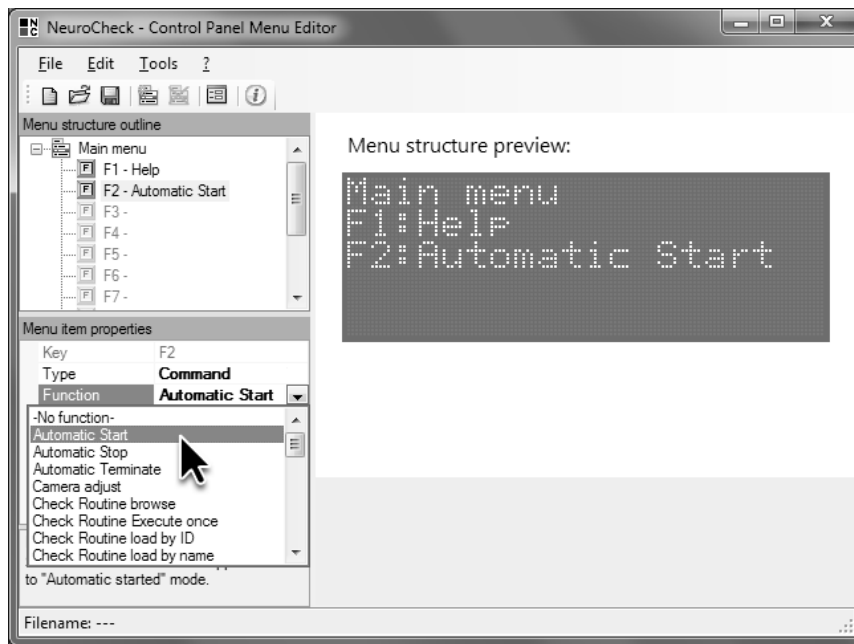 NeuroCheck - Control Panel Menu Editor
File Edit Tools ?
Menu structure outline
Main menu
F1 - Help
F2 - Automatic Start
F3 -
F4 -
F5 -
F6 -
F7 -
Menu structure preview:
Main menu
F1:Help
F2:Automatic Start
Menu item properties
Key F2
Type Command
Function Automatic Start
-No function-
Automatic Start
Automatic Stop
Automatic Terminate
Camera adjust
Check Routine browse
Check Routine Execute once
Check Routine load by ID
Check Routine load by name
to "Automatic started" mode.
Filename: ---